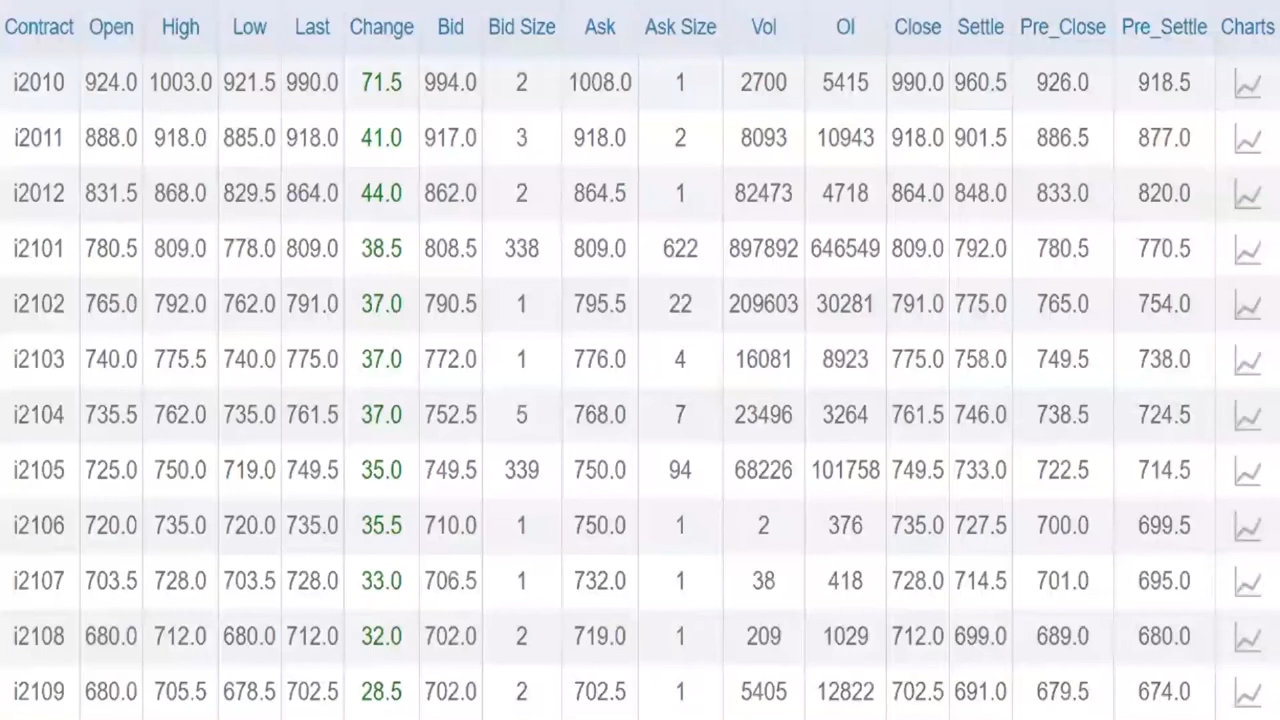 Contract Open High Low Last Change Bid Bid Size Ask Ask Size Vol OI Close Settle Pre_Close Pre_Settle Charts
i2010 924.0 1003.0 921.5 990.0 71.5 994.0 2 1008.0 1 2700 5415 990.0 960.5 926.0 918.5
i2011 888.0 918.0 885.0 918.0 41.0 917.0 3 918.0 2 8093 10943 918.0 901.5 886.5 877.0
i2012 831.5 868.0 829.5 864.0 44.0 862.0 2 864.5 1 82473 4718 864.0 848.0 833.0 820.0
i2101 780.5 809.0 778.0 809.0 38.5 808.5 338 809.0 622 897892 646549 809.0 792.0 780.5 770.5
i2102 765.0 792.0 762.0 791.0 37.0 790.5 1 795.5 22 209603 30281 791.0 775.0 765.0 754.0
i2103 740.0 775.5 740.0 775.0 37.0 772.0 1 776.0 4 16081 8923 775.0 758.0 749.5 738.0
i2104 735.5 762.0 735.0 761.5 37.0 752.5 5 768.0 7 23496 3264 761.5 746.0 738.5 724.5
i2105 725.0 750.0 719.0 749.5 35.0 749.5 339 750.0 94 68226 101758 749.5 733.0 722.5 714.5
i2106 720.0 735.0 720.0 735.0 35.5 710.0 1 750.0 1 2 376 735.0 727.5 700.0 699.5
i2107 703.5 728.0 703.5 728.0 33.0 706.5 1 732.0 1 38 418 728.0 714.5 701.0 695.0
i2108 680.0 712.0 680.0 712.0 32.0 702.0 2 719.0 1 209 1029 712.0 699.0 689.0 680.0
i2109 680.0 705.5 678.5 702.5 28.5 702.0 2 702.5 1 5405 12822 702.5 691.0 679.5 674.0